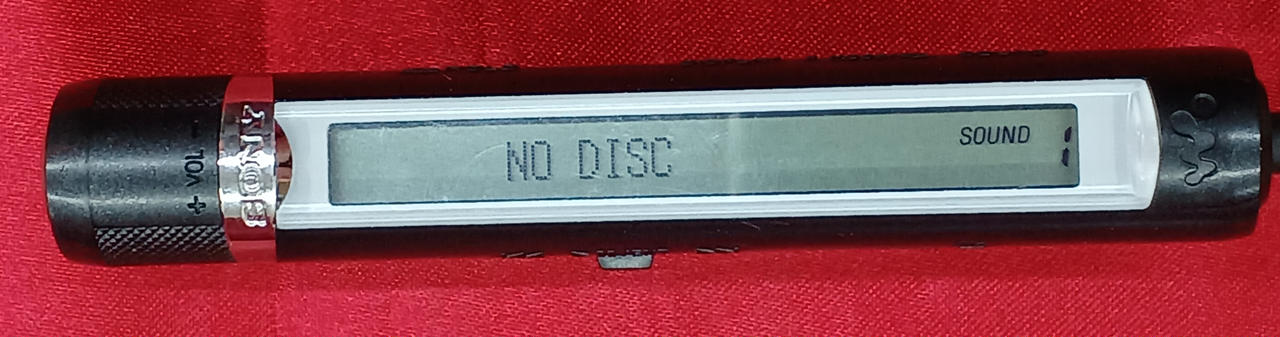 + VOL −
SONY
NO DISC
SOUND